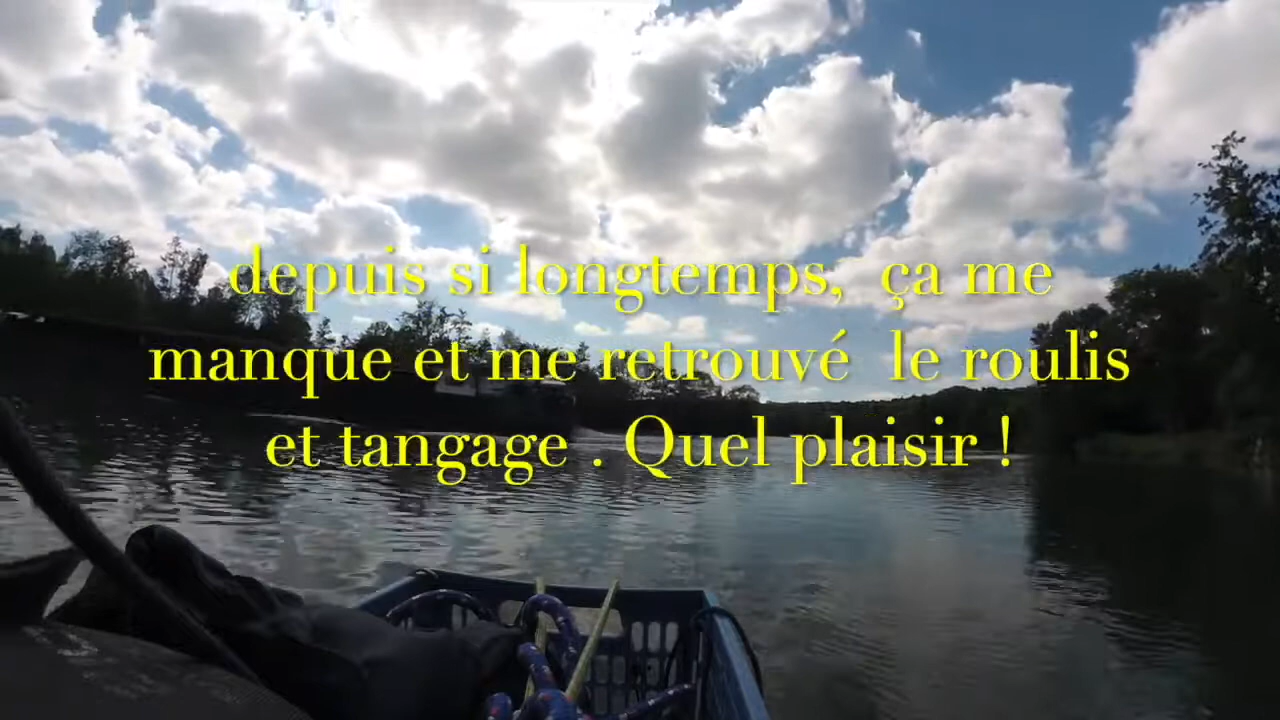 depuis si longtemps,  ça me
manque et me retrouvé  le roulis
et tangage . Quel plaisir !